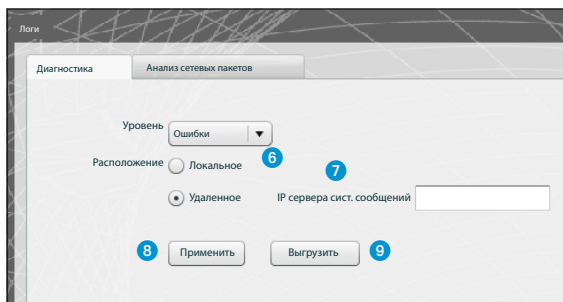 Логи
Диагностика
Анализ сетевых пакетов
Уровень
Ошибки
6
Расположение
Локальное
7
Удаленное
IP сервера сист. сообщений
8
Применить
Выгрузить
9